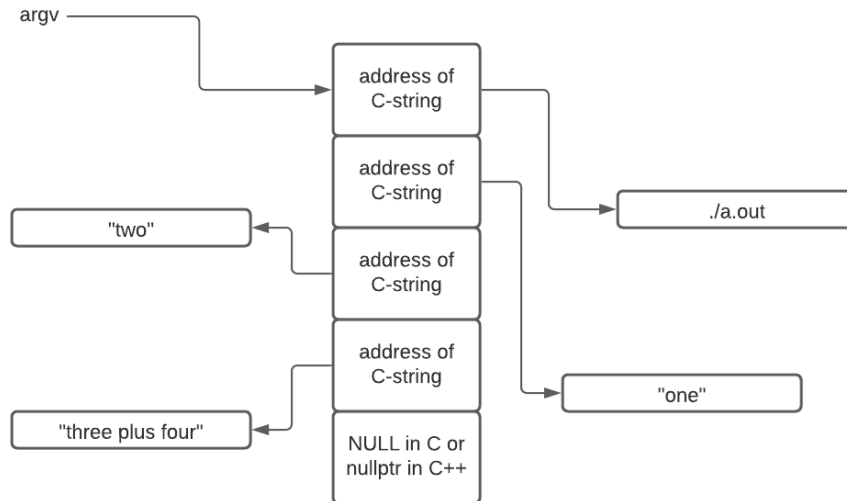 argv
address of
C-string
address of
C-string
./a.out
"two"
address of
C-string
address of
C-string
"one"
"three plus four"
NULL in C or
nullptr in C++